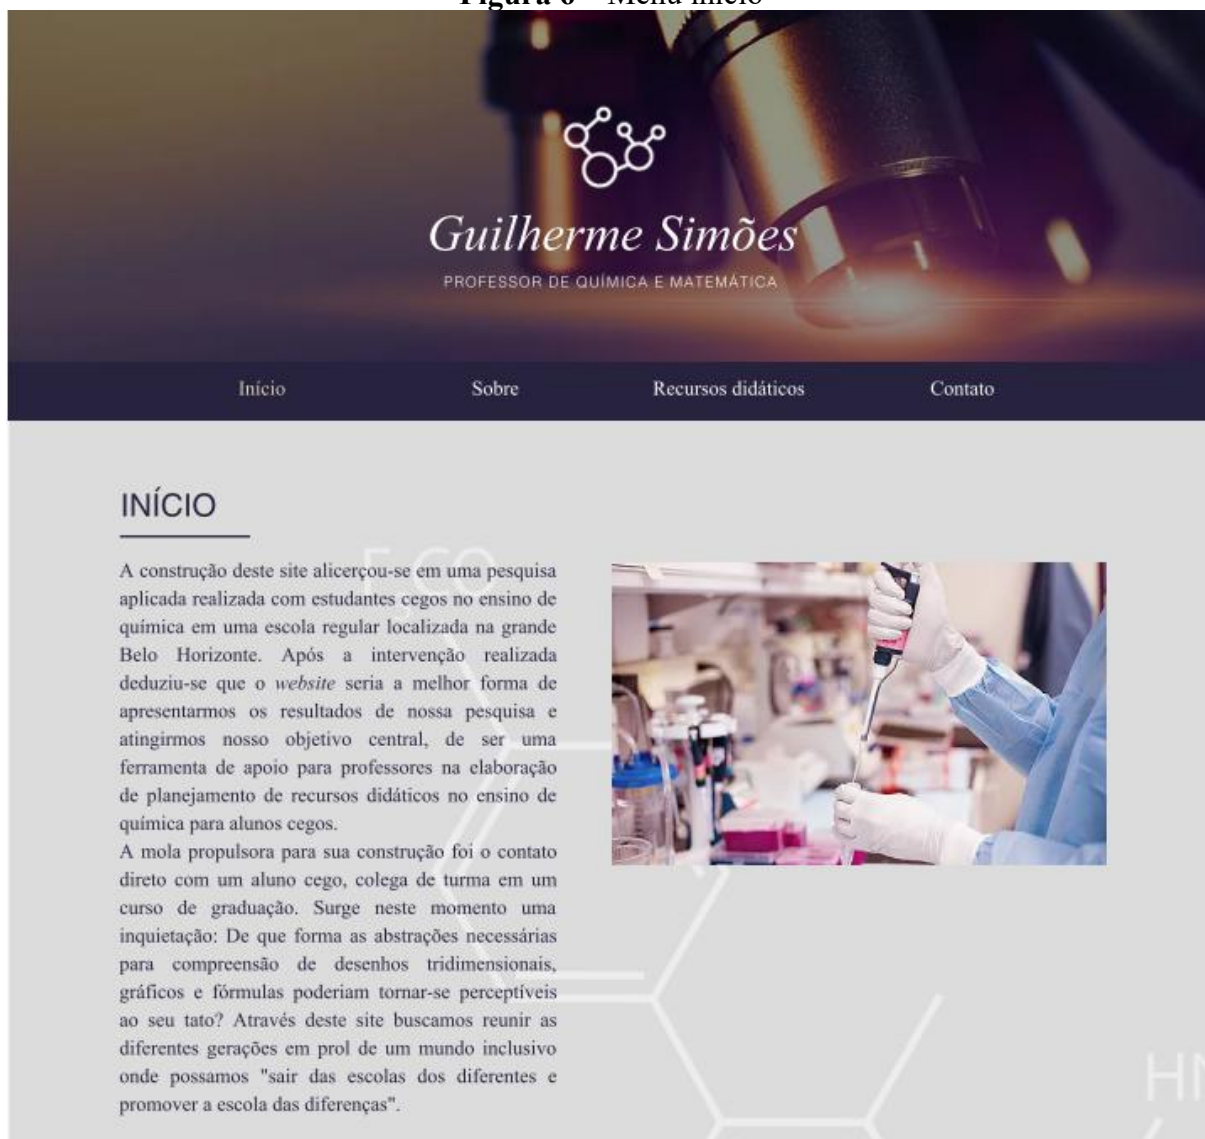 Figura 6 – Menu início
Guilherme Simões
PROFESSOR DE QUÍMICA E MATEMÁTICA
Início Sobre Recursos didáticos Contato
INÍCIO
A construção deste site alicerçou-se em uma pesquisa
aplicada realizada com estudantes cegos no ensino de
química em uma escola regular localizada na grande
Belo Horizonte. Após a intervenção realizada
deduziu-se que o website seria a melhor forma de
apresentarmos os resultados de nossa pesquisa e
atingirmos nosso objetivo central, de ser uma
ferramenta de apoio para professores na elaboração
de planejamento de recursos didáticos no ensino de
química para alunos cegos.
A mola propulsora para sua construção foi o contato
direto com um aluno cego, colega de turma em um
curso de graduação. Surge neste momento uma
inquietação: De que forma as abstrações necessárias
para compreensão de desenhos tridimensionais,
gráficos e fórmulas poderiam tornar-se perceptíveis
ao seu tato? Através deste site buscamos reunir as
diferentes gerações em prol de um mundo inclusivo
onde possamos "sair das escolas dos diferentes e
promover a escola das diferenças".
HN